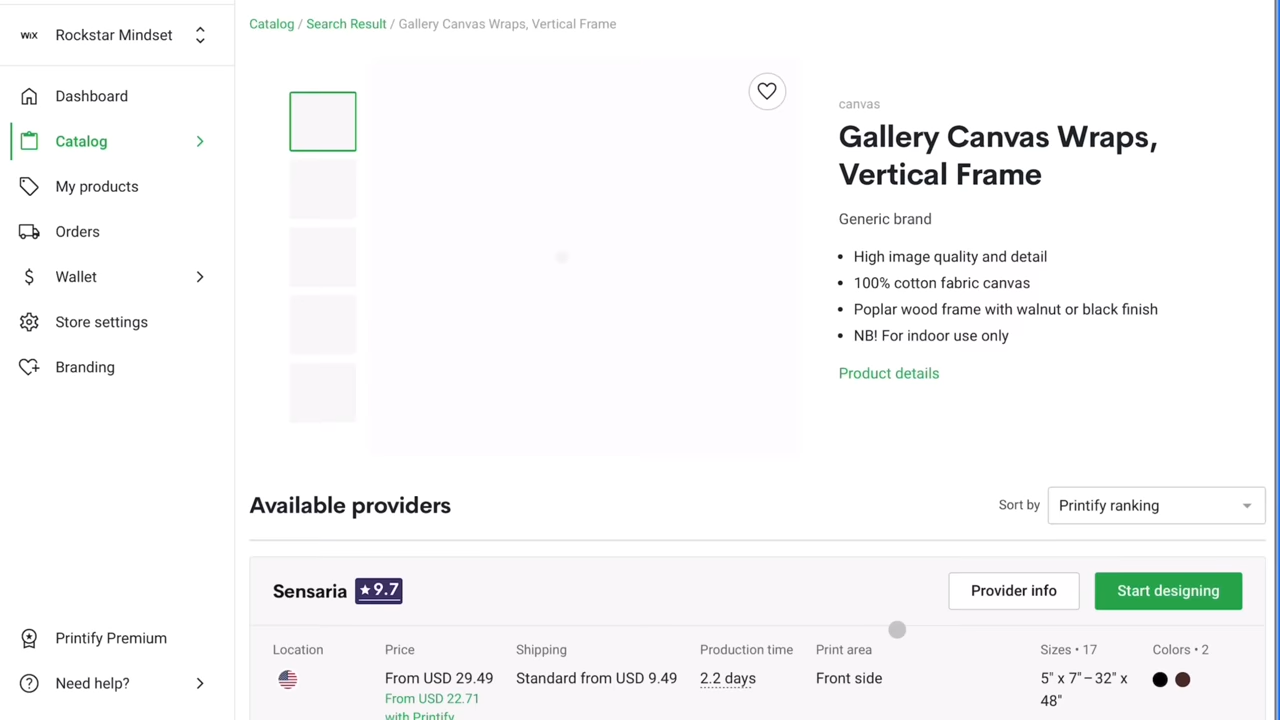 WiX Rockstar Mindset
Dashboard
Catalog
My products
Orders
Wallet
Store settings
Branding
Printify Premium
Need help?
Catalog / Search Result / Gallery Canvas Wraps, Vertical Frame
canvas
Gallery Canvas Wraps,
Vertical Frame
Generic brand
• High image quality and detail
• 100% cotton fabric canvas
• Poplar wood frame with walnut or black finish
• NB! For indoor use only
Product details
Available providers
Sort by Printify ranking
Sensaria ★9.7
Provider info
Start designing
Location Price Shipping Production time Print area Sizes • 17 Colors • 2
From USD 29.49 Standard from USD 9.49 2.2 days Front side 5" x 7" – 32" x
From USD 22.71 48"
with Printify